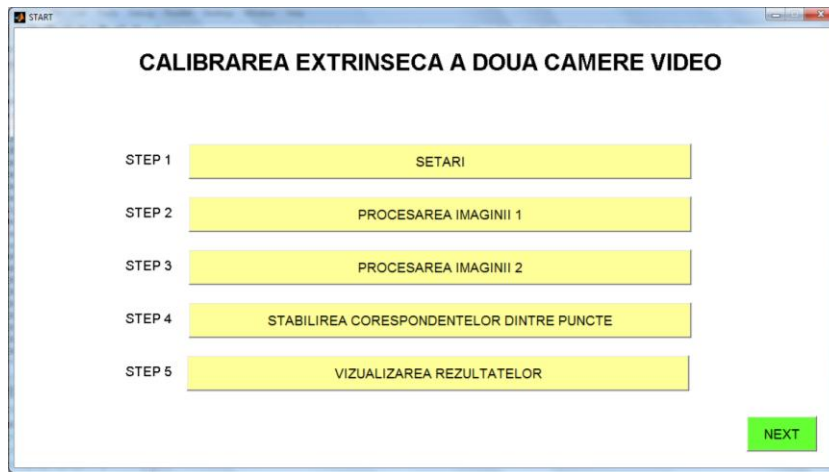 START
CALIBRAREA EXTRINSECA A DOUA CAMERE VIDEO
STEP 1 SETARI
STEP 2 PROCESAREA IMAGINII 1
STEP 3 PROCESAREA IMAGINII 2
STEP 4 STABILIREA CORESPONDENTELOR DINTRE PUNCTE
STEP 5 VIZUALIZAREA REZULTATELOR
NEXT